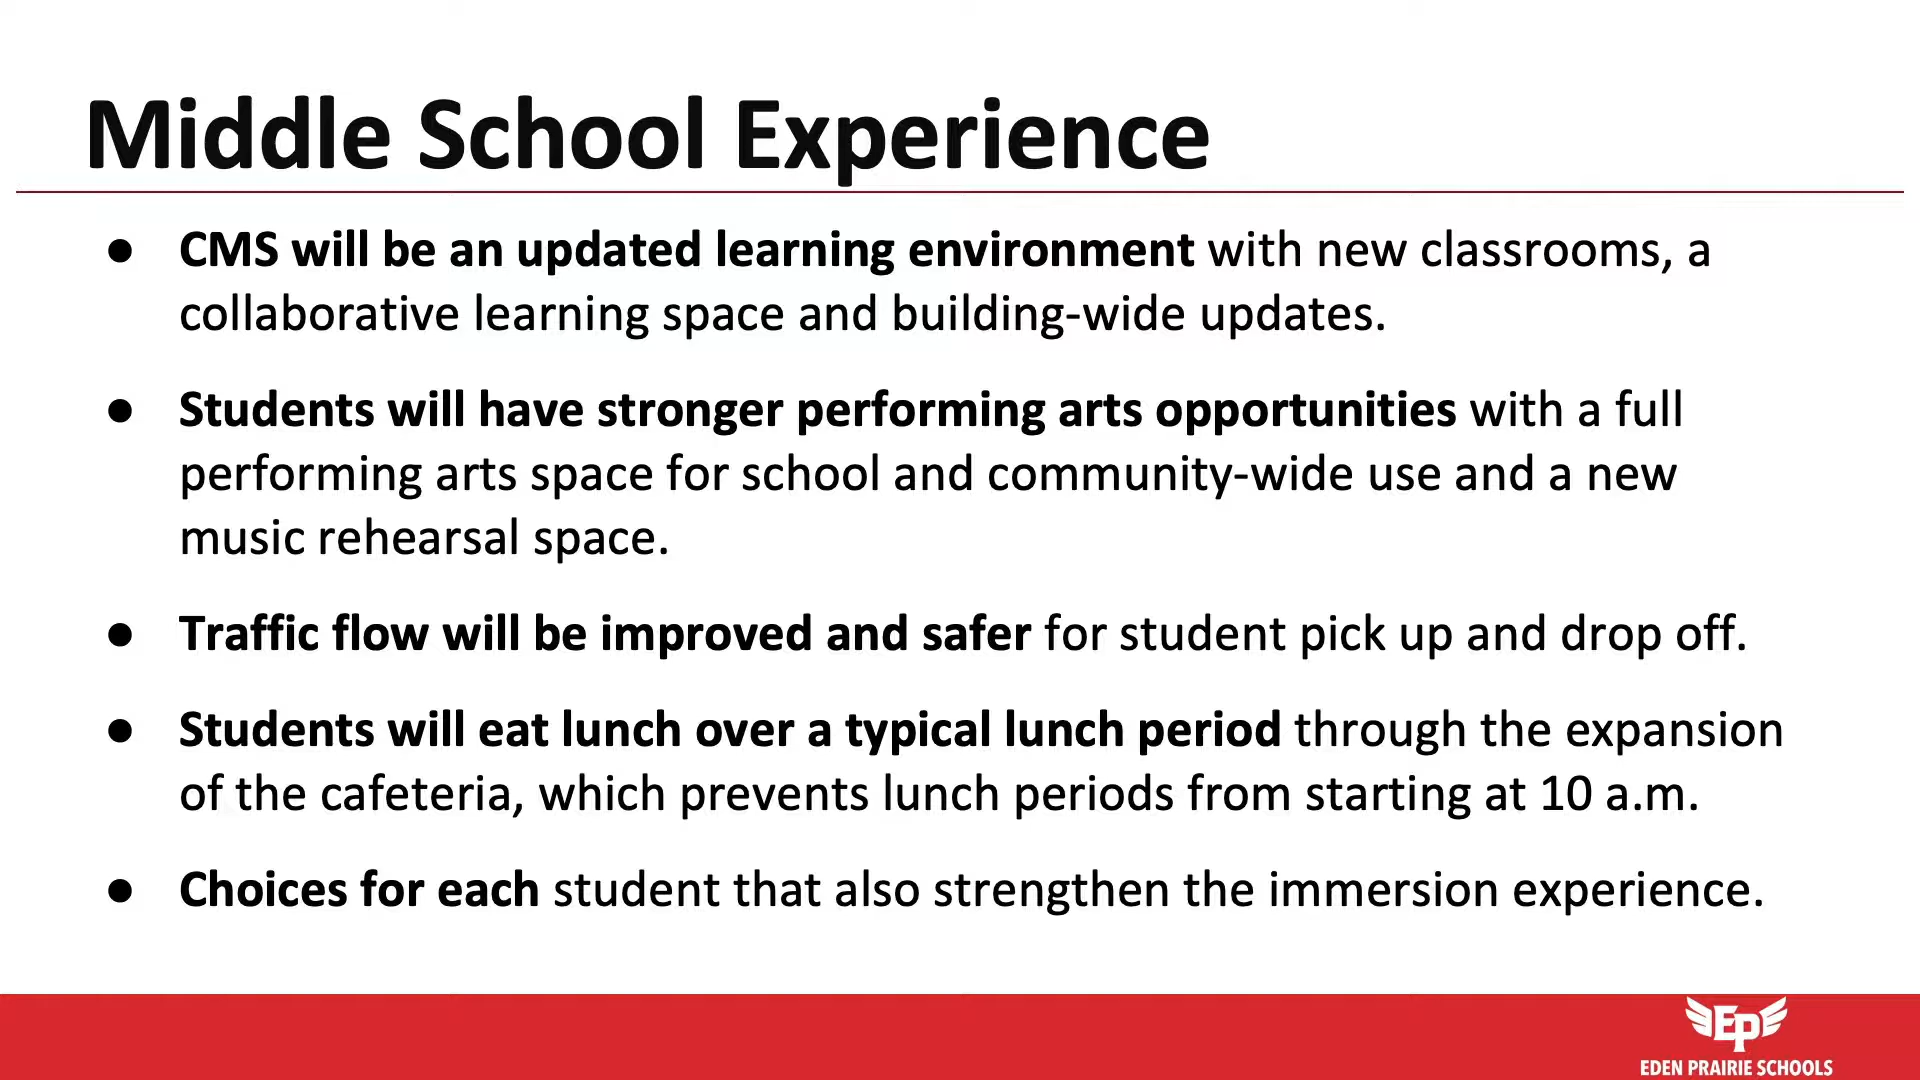 Middle School Experience
● CMS will be an updated learning environment with new classrooms, a
collaborative learning space and building-wide updates.
● Students will have stronger performing arts opportunities with a full
performing arts space for school and community-wide use and a new
music rehearsal space.
● Traffic flow will be improved and safer for student pick up and drop off.
● Students will eat lunch over a typical lunch period through the expansion
of the cafeteria, which prevents lunch periods from starting at 10 a.m.
● Choices for each student that also strengthen the immersion experience.
EP
EDEN PRAIRIE SCHOOLS